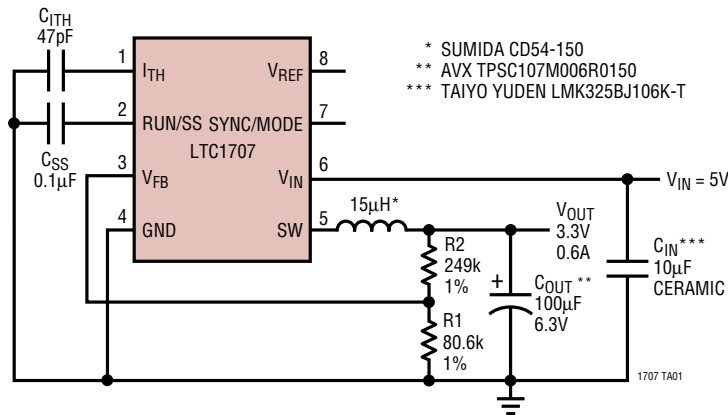 C_ITH
47pF
1
I_TH
V_REF
8
* SUMIDA CD54-150
** AVX TPSC107M006R0150
*** TAIYO YUDEN LMK325BJ106K-T
2
RUN/SS
SYNC/MODE
7
LTC1707
C_SS
0.1µF
3
V_FB
V_IN
6
V_IN = 5V
4
GND
SW
5
15µH*
V_OUT
3.3V
0.6A
R2
249k
1%
+
C_OUT **
100µF
6.3V
C_IN ***
10µF
CERAMIC
R1
80.6k
1%
1707 TA01